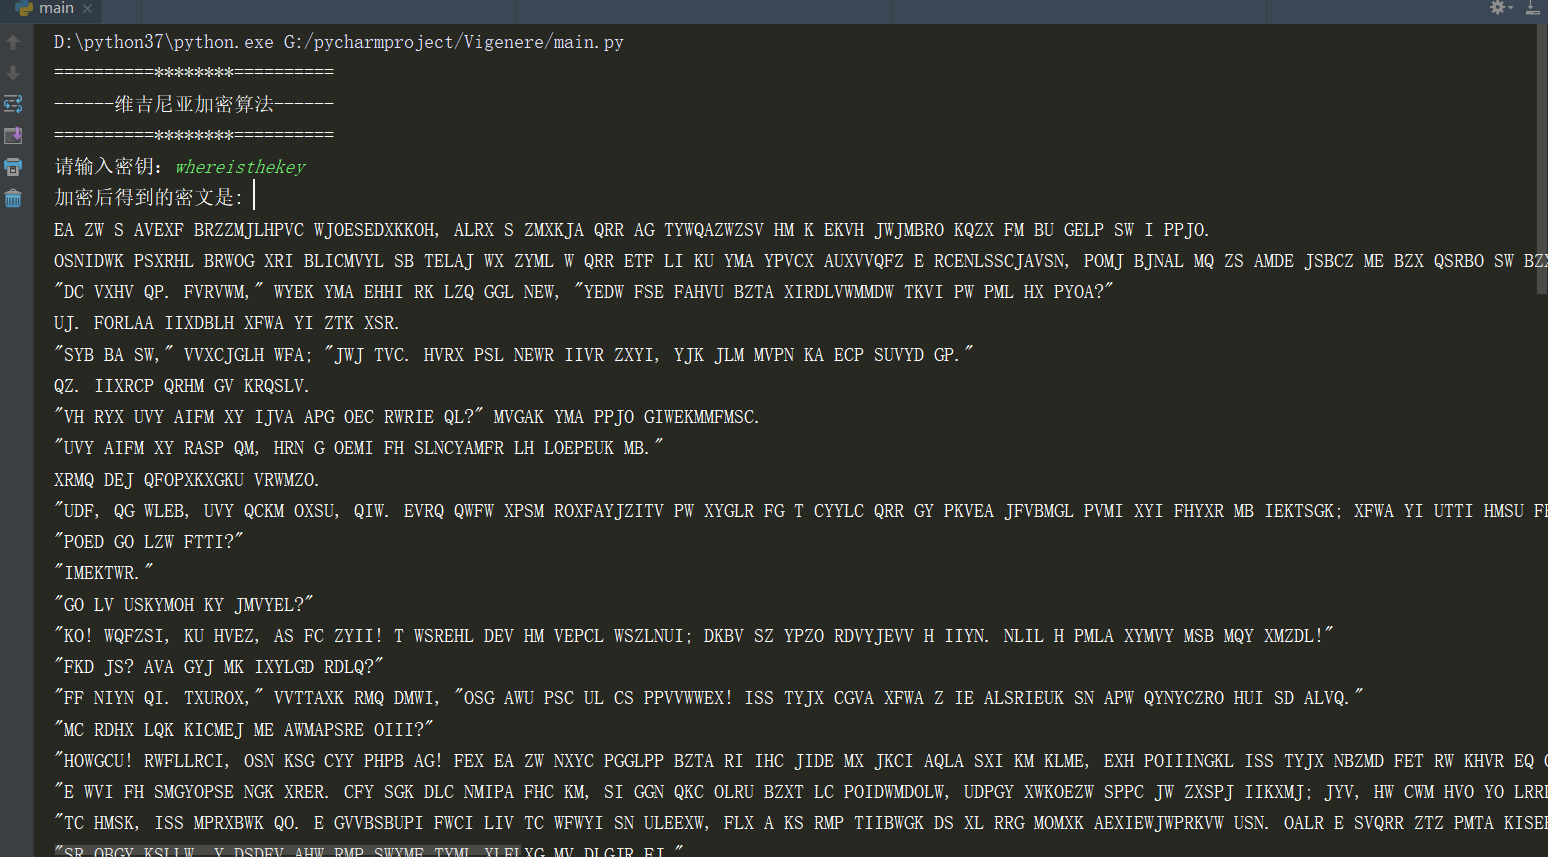 main
D:\python37\python.exe G:/pycharmproject/Vigenere/main.py
==========********==========
------维吉尼亚加密算法------
==========********==========
请输入密钥：whereisthekey
加密后得到的密文是:
EA ZW S AVEXF BRZZMJLHPVC WJOESEDXKKOH, ALRX S ZMXKJA QRR AG TYWQAZWZSV HM K EKVH JWJMBRO KQZX FM BU GELP SW I PPJO.
OSNIDWK PSXRHL BRWOG XRI BLICMVYL SB TELAJ WX ZYML W QRR ETF LI KU YMA YPVCX AUXVVQFZ E RCENLSSCJAVSN, POMJ BJNAL MQ ZS AMDE JSBCZ ME BZX QSRBO SW BZX
"DC VXHV QP. FVRVWM," WYEK YMA EHHI RK LZQ GGL NEW, "YEDW FSE FAHVU BZTA XIRDLVWMMDW TKVI PW PML HX PYOA?"
UJ. FORLAA IIXDBLH XFWA YI ZTK XSR.
"SYB BA SW," VVXCJGLH WFA; "JWJ TVC. HVRX PSL NEWR IIVR ZXYI, YJK JLM MVPN KA ECP SUVYD GP."
QZ. IIXRCP QRHM GV KRQSLV.
"VH RYX UVY AIFM XY IJVA APG OEC RWRIE QL?" MVGAK YMA PPJO GIWEKMMFMSC.
"UVY AIFM XY RASP QM, HRN G OEMI FH SLNCYAMFR LH LOEPEUK MB."
XRMQ DEJ QFOPXKXGKU VRWMZO.
"UDF, QG WLEB, UVY QCKM OXSU, QIW. EVRQ QWFW XPSM ROXFAYJZITV PW XYGLR FG T CYYLC QRR GY PKVEA JFVBMGL PVMI XYI FHYXR MB IEKTSGK; XFWA YI UTTI HMSU
"POED GO LZW FTTI?"
"IMEKTWR."
"GO LV USKYMOH KY JMVYEL?"
"KO! WQFZSI, KU HVEZ, AS FC ZYII! T WSREHL DEV HM VEPCL WSZLNUI; DKBV SZ YPZO RDVYJEVV H IIYN. NLIL H PMLA XYMVY MSB MQY XMZDL!"
"FKD JS? AVA GYJ MK IXYLGD RDLQ?"
"FF NIYN QI. TXUROX," VVTTAXK RMQ DMWI, "OSG AWU PSC UL CS PPVVWWEX! ISS TYJX CGVA XFWA Z IE ALSRIEUK SN APW QYNYCZRO HUI SD ALVQ."
"MC RDHX LQK KICMEJ ME AWMAPSRE OIII?"
"HOWGCU! RWFLLRCI, OSN KSG CYY PHPB AG! FEX EA ZW NXYC PGGLPP BZTA RI IHC JIDE MX JKCI AQLA SXI KM KLME, EXH POIIINGKL ISS TYJX NBZMD FET RW KHVR EQ
"E WVI FH SMGYOPSE NGK XRER. CFY SGK DLC NMIPA FHC KM, SI GGN QKC OLRU BZXT LC POIDWMDOLW, UDPGY XWKOEZW SPPC JW ZXSPJ IIKXMJ; JYV, HW CWM HVO YO
"TC HMSK, ISS MPRXBWK QO. E GVVBSBUPI FWCI LIV TC WFWYI SN ULEEXW, FLX A KS RMP TIIBWGK DS XL RRG MOMXK AEXIEWJWPRKVW USN. OALR E SVQRR ZTZ PMTA